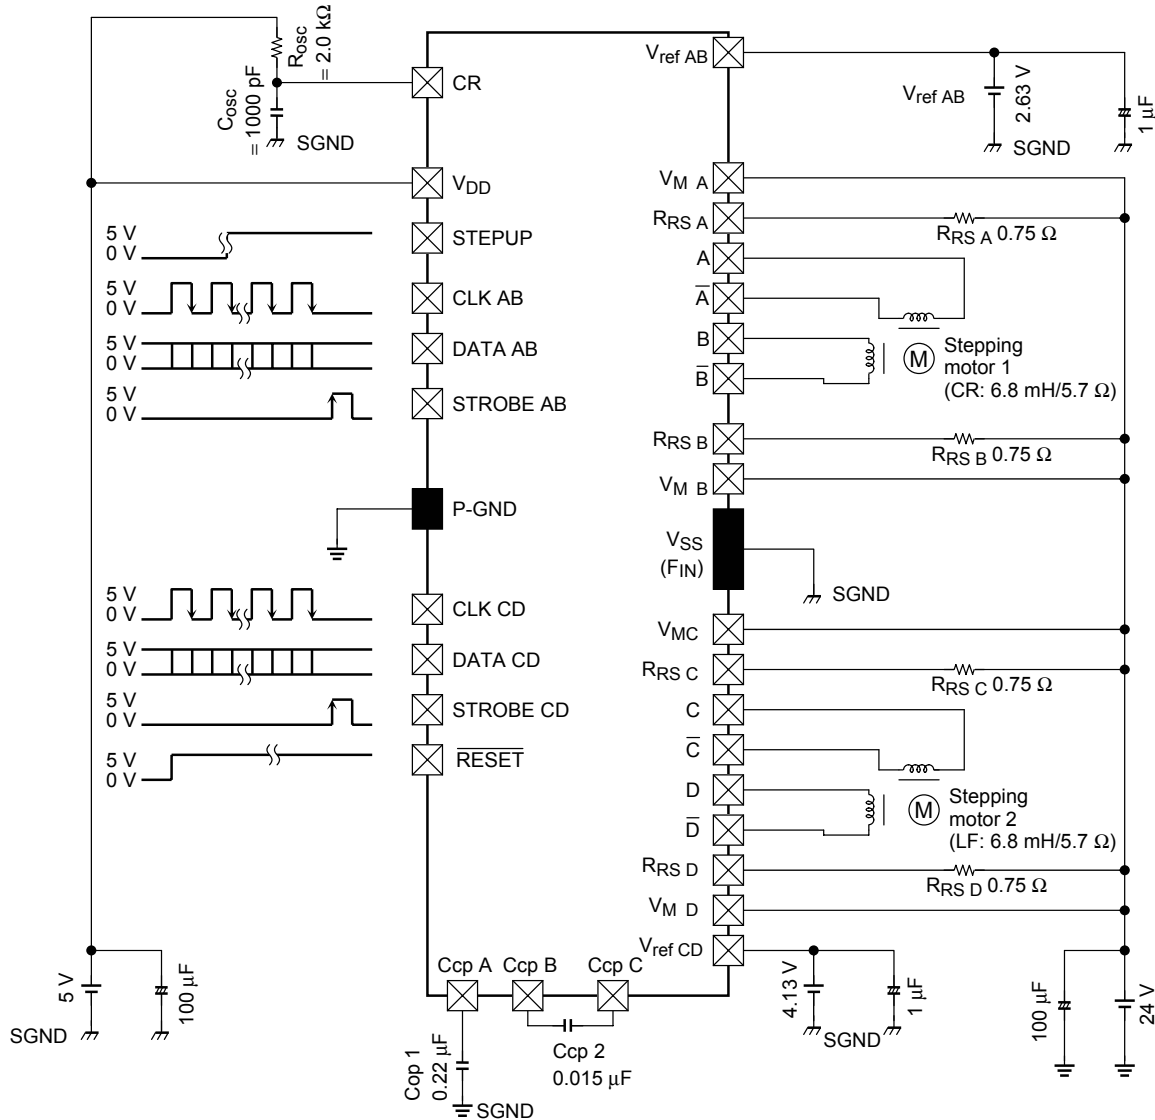 Rosc
= 2.0 kΩ
Cosc
= 1000 pF
SGND
CR
VDD
5 V
0 V
STEPUP
5 V
0 V
CLK AB
5 V
0 V
DATA AB
5 V
0 V
STROBE AB
P-GND
5 V
0 V
CLK CD
5 V
0 V
DATA CD
5 V
0 V
STROBE CD
5 V
0 V
RESET
5 V
SGND
100 μF
Ccp A
Ccp B
Ccp C
Cop 1
0.22 μF
SGND
Ccp 2
0.015 μF
Vref AB
Vref AB
2.63 V
SGND
1 μF
VM A
RRS A
RRS A 0.75 Ω
A
A̅
B
B̅
M
Stepping
motor 1
(CR: 6.8 mH/5.7 Ω)
RRS B
RRS B 0.75 Ω
VM B
VSS
(FIN)
SGND
VMC
RRS C
RRS C 0.75 Ω
C
C̅
D
D̅
M
Stepping
motor 2
(LF: 6.8 mH/5.7 Ω)
RRS D
RRS D 0.75 Ω
VM D
Vref CD
4.13 V
SGND
1 μF
100 μF
24 V